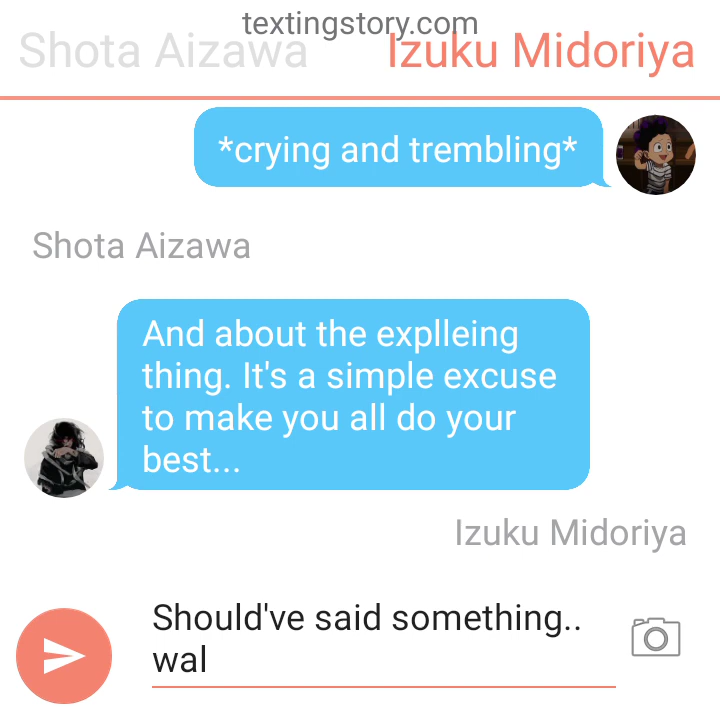 textingstory.com
Shota Aizawa Izuku Midoriya
*crying and trembling*
Shota Aizawa
And about the explleing
thing. It's a simple excuse
to make you all do your
best...
Izuku Midoriya
Should've said something..
wal